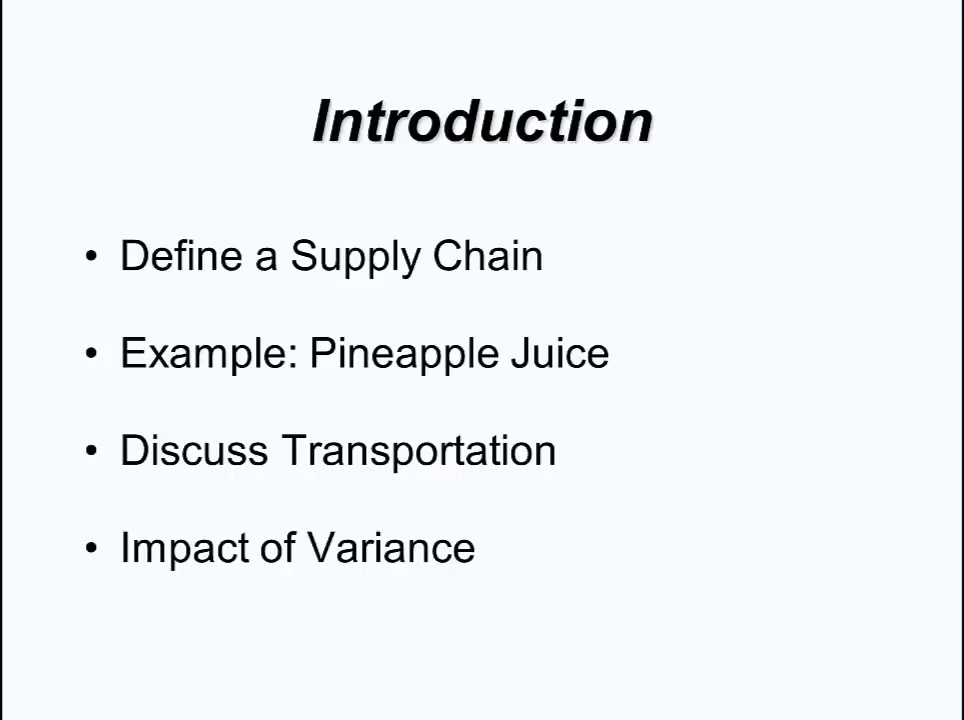 Introduction
• Define a Supply Chain
• Example: Pineapple Juice
• Discuss Transportation
• Impact of Variance